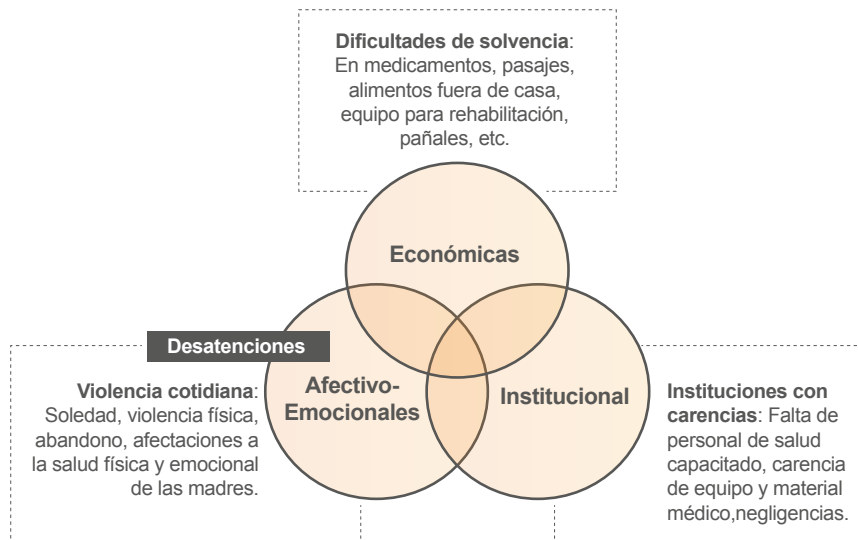 Dificultades de solvencia:
En medicamentos, pasajes,
alimentos fuera de casa,
equipo para rehabilitación,
pañales, etc.
Económicas
Desatenciones
Violencia cotidiana:
Soledad, violencia física,
abandono, afectaciones a
la salud física y emocional
de las madres.
Afectivo-
Emocionales
Institucional
Instituciones con
carencias: Falta de
personal de salud
capacitado, carencia
de equipo y material
médico,negligencias.